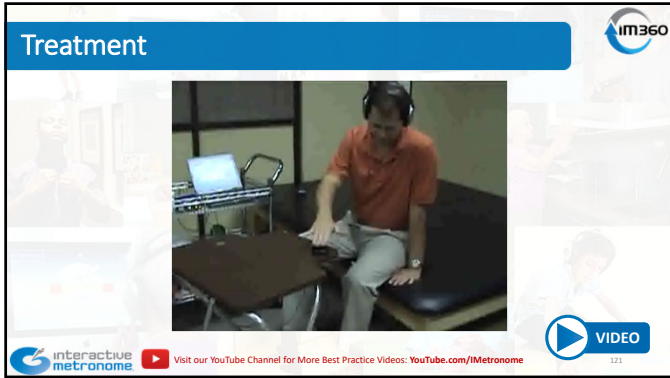 Treatment
IM360
interactive
metronome
Visit our YouTube Channel for More Best Practice Videos: YouTube.com/IMetronome
VIDEO
121